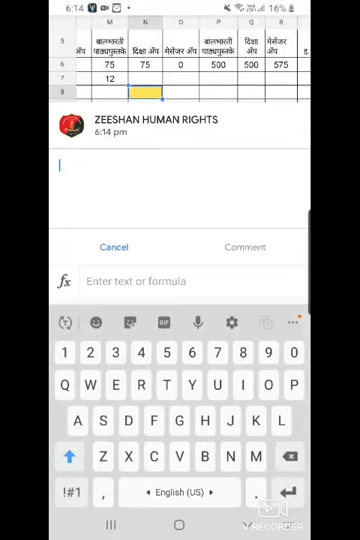 6:14 16%
M N O P Q R
5 ॲप बालभारती पाठ्यपुस्तके दिक्षा ॲप मेसेंजर ॲप बालभारती पाठ्यपुस्तके दिक्षा ॲप मेसेंजर ॲप इ.
6 75 75 0 500 500 575
7 12
8
ZEESHAN HUMAN RIGHTS
6:14 pm
Cancel Comment
fx Enter text or formula
GIF
1 2 3 4 5 6 7 8 9 0
Q W E R T Y U I O P
A S D F G H J K L
Z X C V B N M
!#1 , English (US) .
V RECORDER